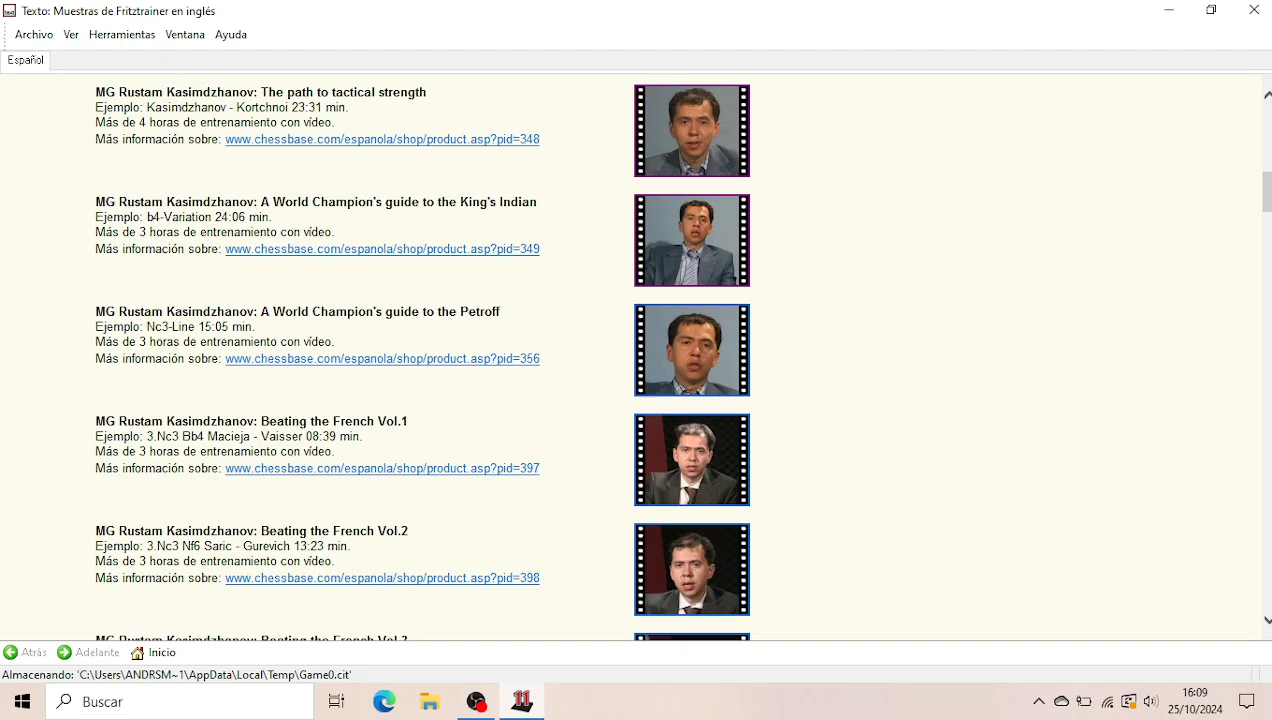 Texto: Muestras de Fritztrainer en inglés
Archivo Ver Herramientas Ventana Ayuda
Español
MG Rustam Kasimdzhanov: The path to tactical strength
Ejemplo: Kasimdzhanov - Kortchnoi 23:31 min.
Más de 4 horas de entrenamiento con vídeo.
Más información sobre: www.chessbase.com/espanola/shop/product.asp?pid=348
MG Rustam Kasimdzhanov: A World Champion's guide to the King's Indian
Ejemplo: b4-Variation 24:06 min.
Más de 3 horas de entrenamiento con vídeo.
Más información sobre: www.chessbase.com/espanola/shop/product.asp?pid=349
MG Rustam Kasimdzhanov: A World Champion's guide to the Petroff
Ejemplo: Nc3-Line 15:05 min.
Más de 3 horas de entrenamiento con vídeo.
Más información sobre: www.chessbase.com/espanola/shop/product.asp?pid=356
MG Rustam Kasimdzhanov: Beating the French Vol.1
Ejemplo: 3.Nc3 Bb4 Macieja - Vaisser 08:39 min.
Más de 3 horas de entrenamiento con vídeo.
Más información sobre: www.chessbase.com/espanola/shop/product.asp?pid=397
MG Rustam Kasimdzhanov: Beating the French Vol.2
Ejemplo: 3.Nc3 Nf6 Saric - Gurevich 13:23 min.
Más de 3 horas de entrenamiento con vídeo.
Más información sobre: www.chessbase.com/espanola/shop/product.asp?pid=398
MG Rustam Kasimdzhanov: Beating the French Vol.3
Atrás Adelante Inicio
Almacenando: 'C:\Users\ANDRSM~1\AppData\Local\Temp\Game0.cit'
Buscar
11
16:09
25/10/2024